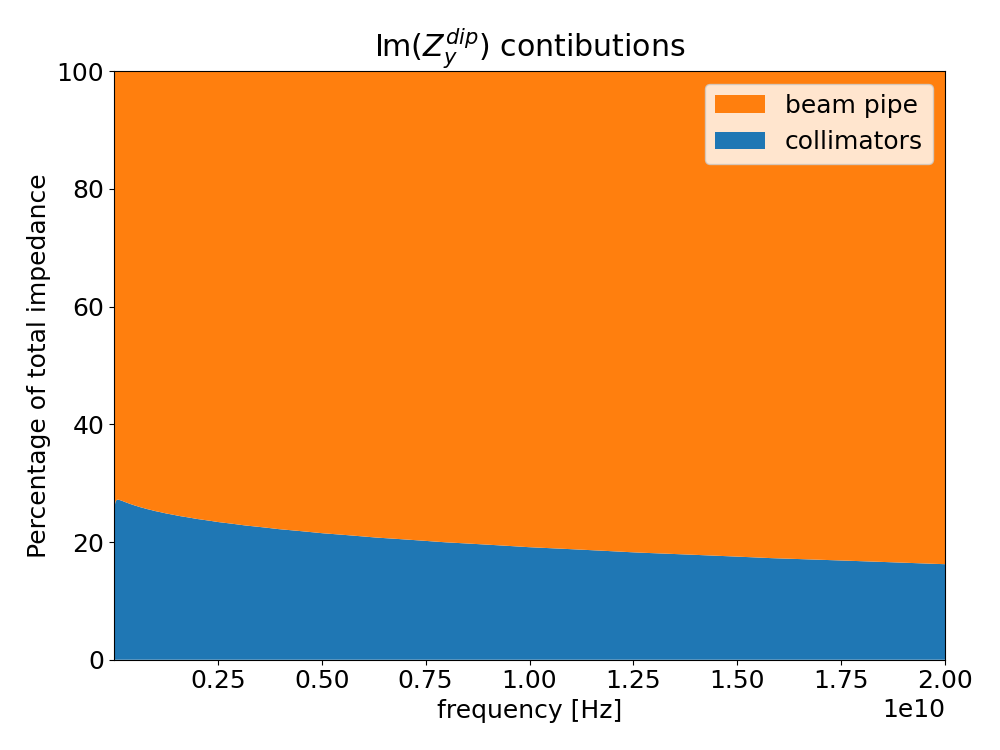 Im($Z_y^{dip}$) contibutions
Percentage of total impedance
100
80
60
40
20
0
beam pipe
collimators
0.25 0.50 0.75 1.00 1.25 1.50 1.75 2.00
frequency [Hz]
1e10